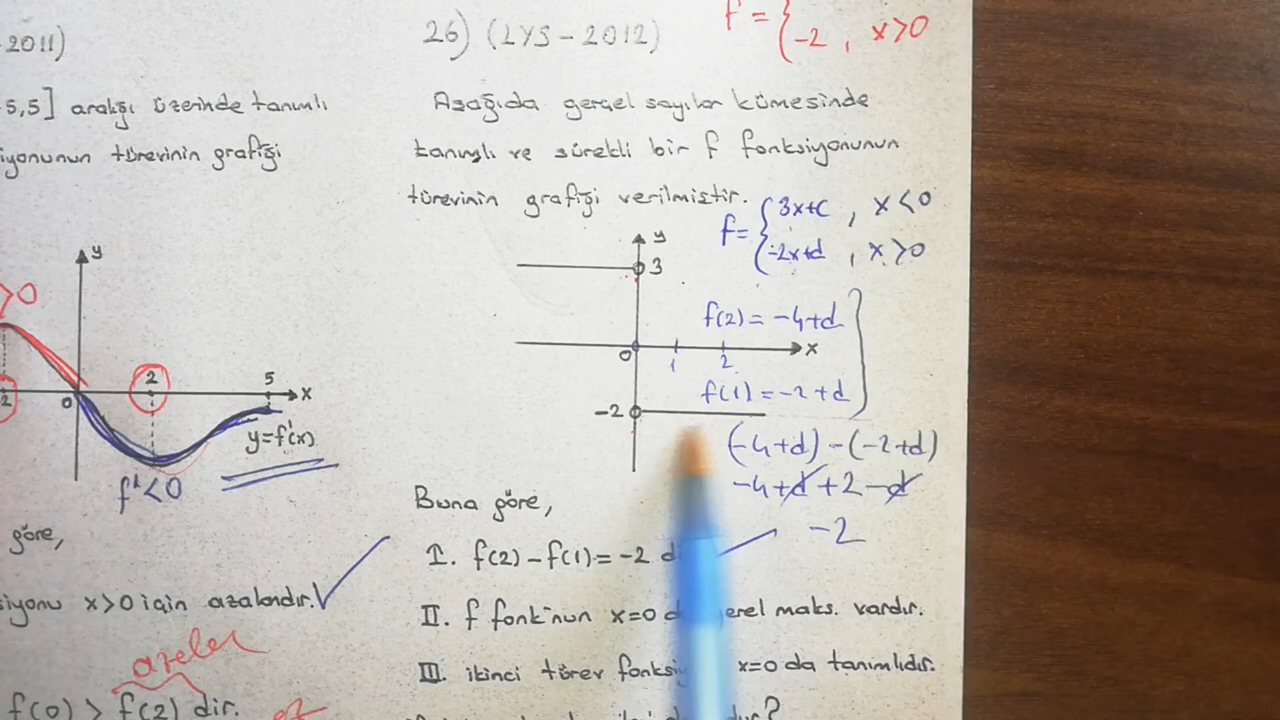 2011)
5,5] aralığı üzerinde tanımlı
iyonunun türevinin grafiği
>0
y
2
5
x
0
2
y=f'(x)
f'<0
göre,
siyonu x>0 için azalandır.
azalan
f(0) > f(2) dir.
26) (LYS-2012)
f' = {
-2 , x>0
Aşağıda gerçel sayılar kümesinde
tanımlı ve sürekli bir f fonksiyonunun
türevinin grafiği verilmiştir.
f= { 3x+c , x<0
-2x+d , x>0
y
3
f(2) = -4+d
0
1
2
x
f(1) = -2+d
-2
(-4+d) - (-2+d)
-4+d+2-d
-2
Buna göre,
I. f(2) - f(1) = -2
II. f fonk'nun x=0 maks. vardır.
III. ikinci türev x=0 da tanımlıdır.